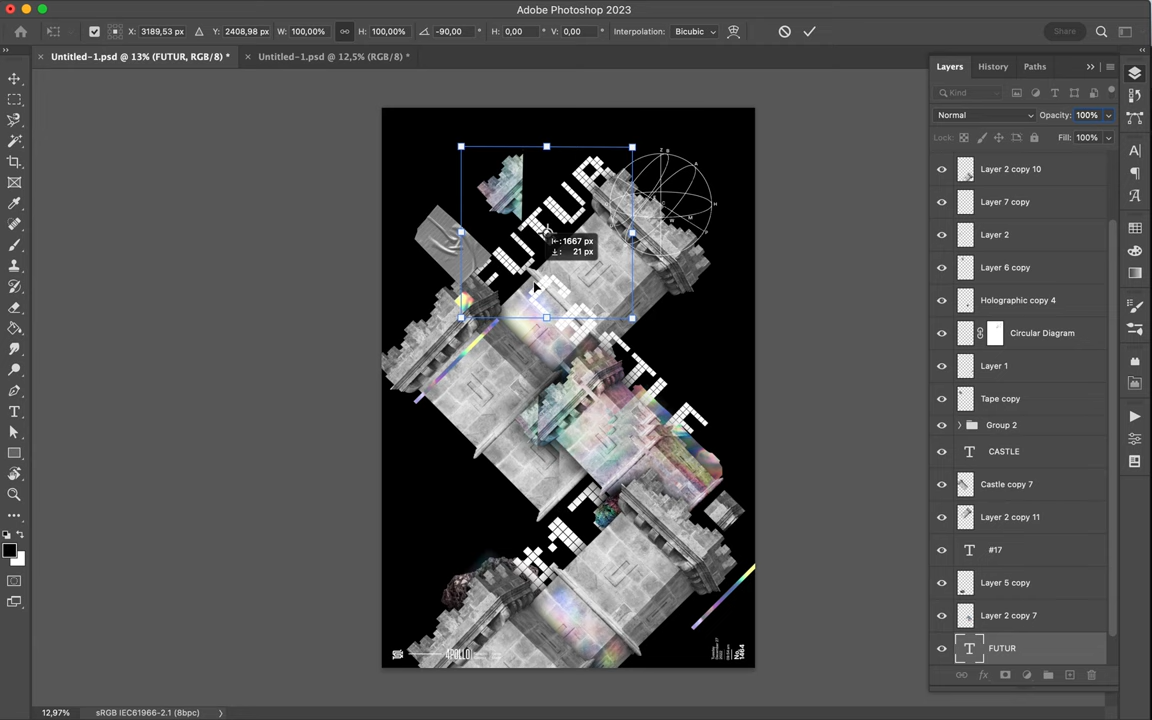 Adobe Photoshop 2023
X: 3189,53 px Y: 2408,98 px W: 100,00% H: 100,00% -90,00 ° H: 0,00 ° V: 0,00 ° Interpolation: Bicubic Share
× Untitled-1.psd @ 13% (FUTUR, RGB/8) * × Untitled-1.psd @ 12,5% (RGB/8) *
Layers History Paths
Kind
Normal Opacity: 100%
Lock: Fill: 100%
Layer 2 copy 10
Layer 7 copy
Layer 2
Layer 6 copy
Holographic copy 4
Circular Diagram
Layer 1
Tape copy
Group 2
CASTLE
Castle copy 7
Layer 2 copy 11
#17
Layer 5 copy
Layer 2 copy 7
FUTUR
FUTUR
CASTLE
#17
1667 px
21 px
APOLLO
No. 1464
12,97% sRGB IEC61966-2.1 (8bpc)